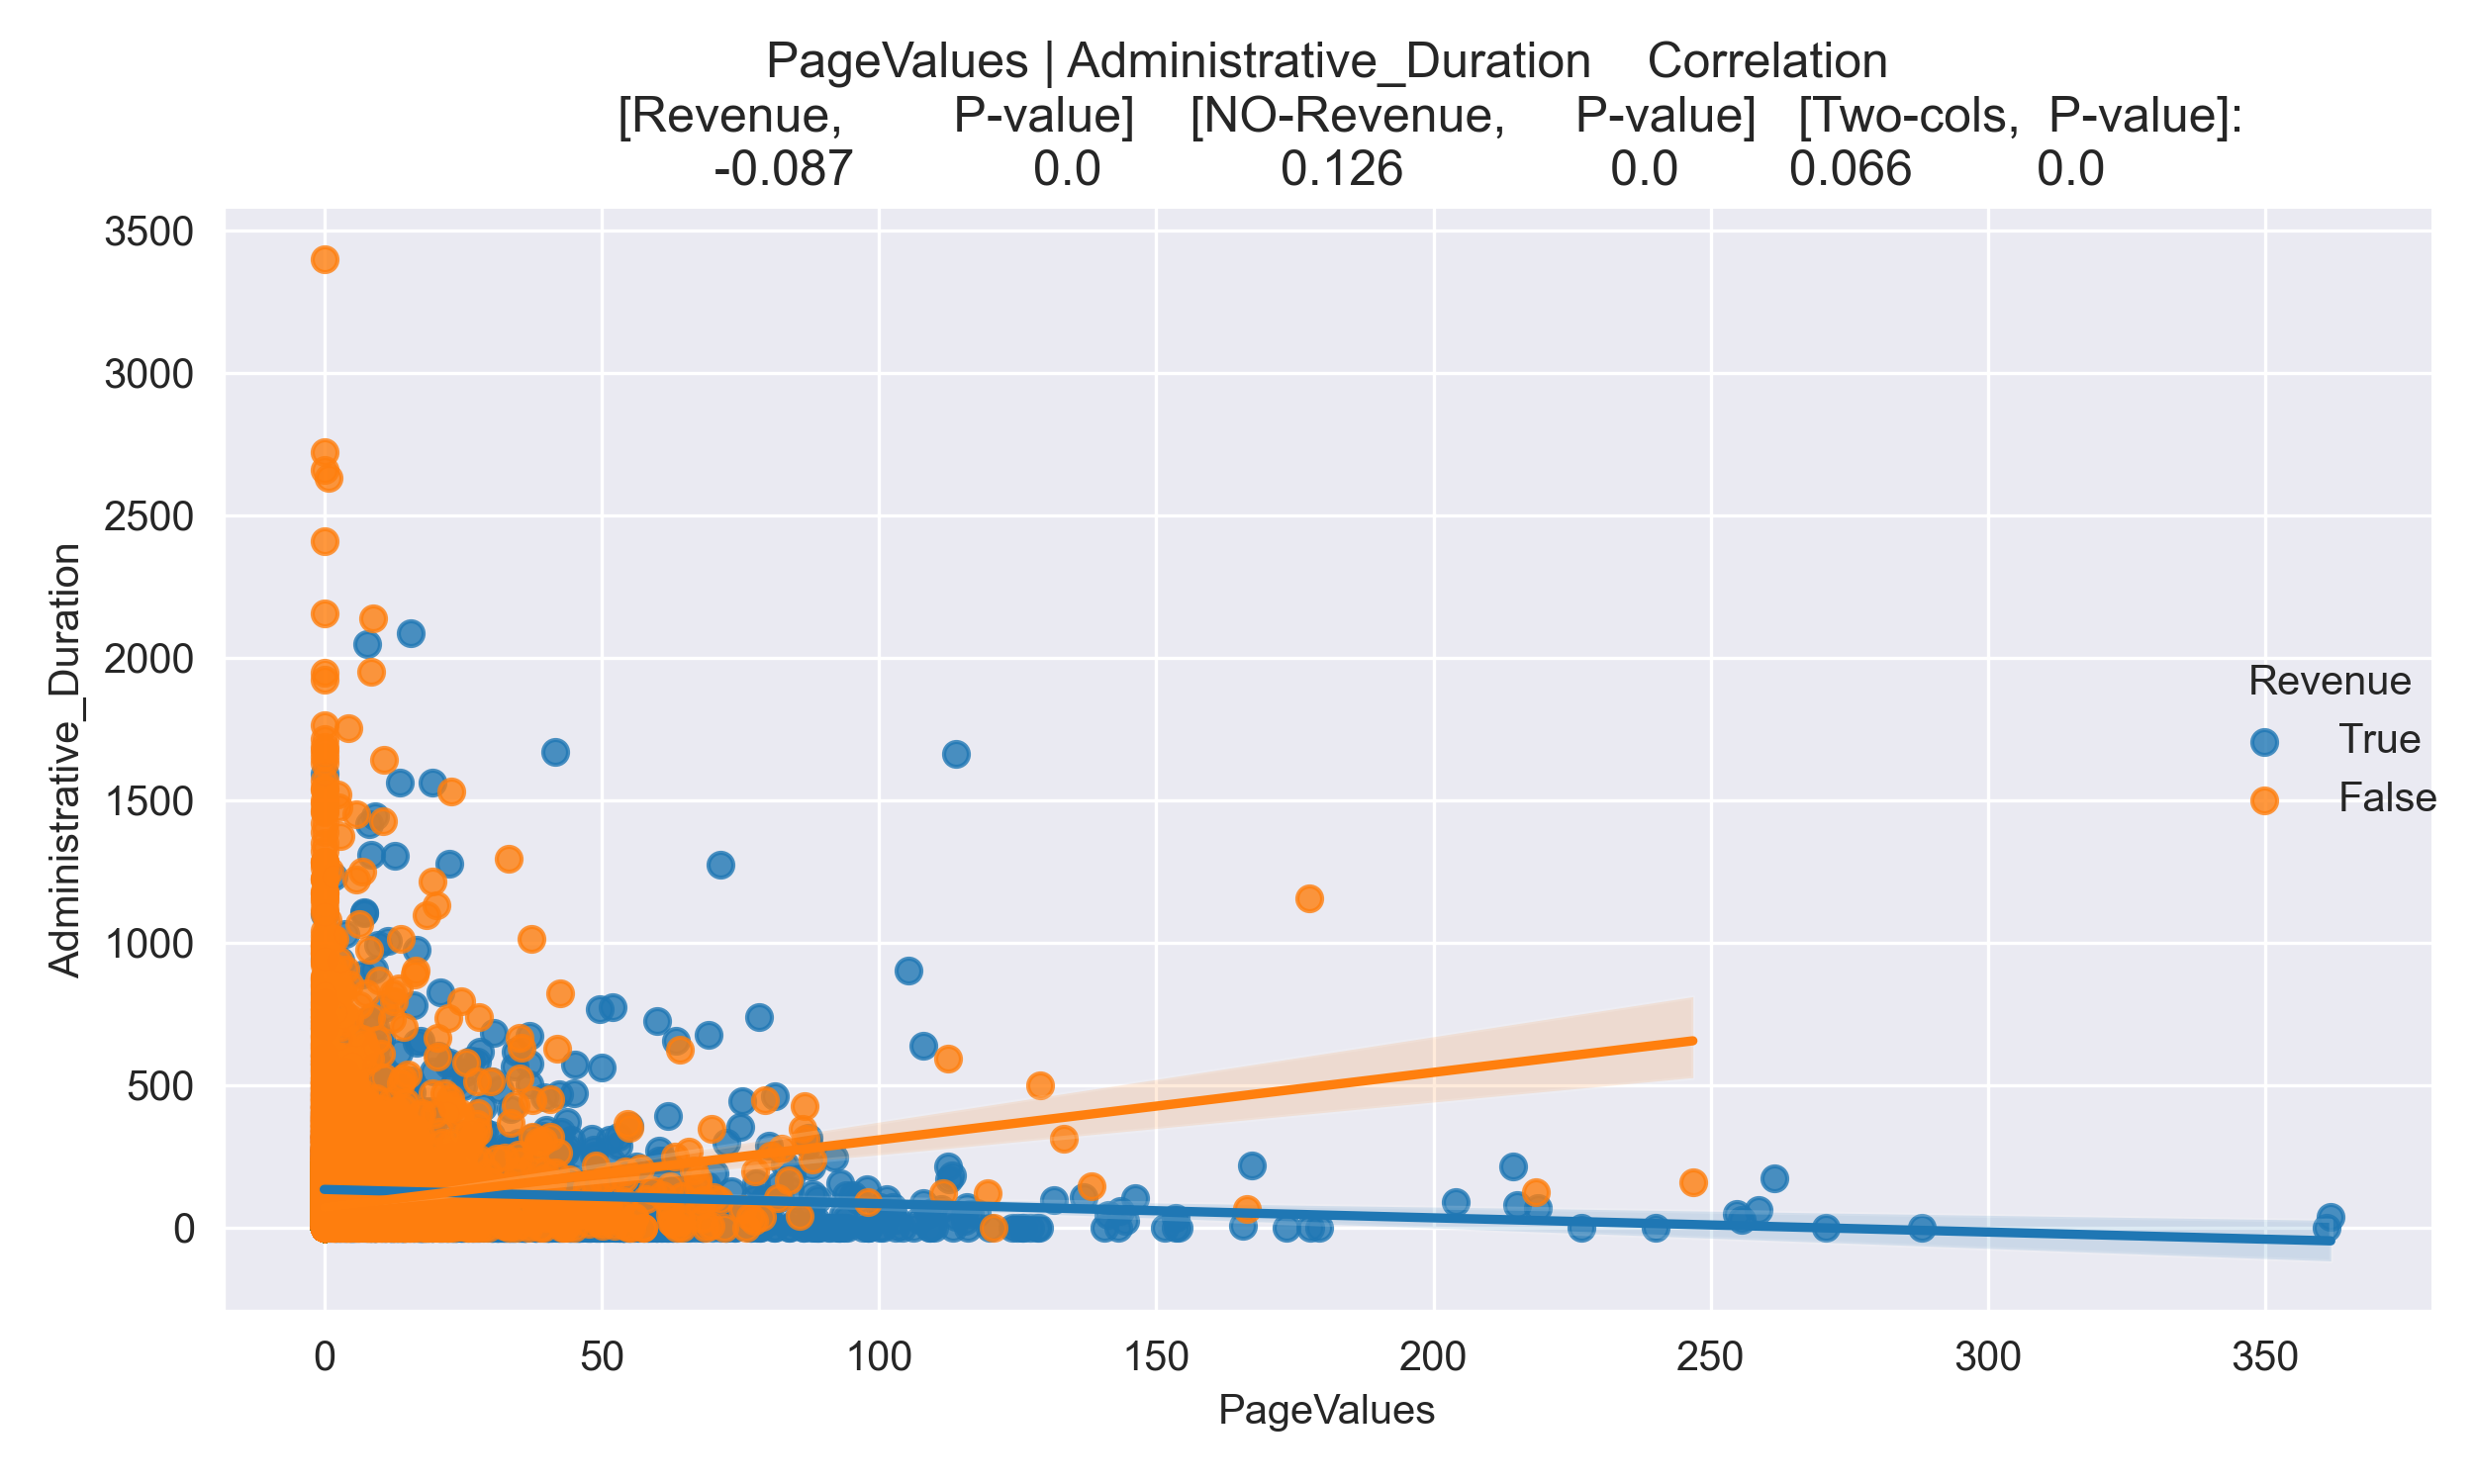 PageValues | Administrative_Duration Correlation
[Revenue, P-value] [NO-Revenue, P-value] [Two-cols, P-value]:
-0.087 0.0 0.126 0.0 0.066 0.0
3500
3000
2500
2000
1500
1000
500
0
Administrative_Duration
Revenue
True
False
0 50 100 150 200 250 300 350
PageValues